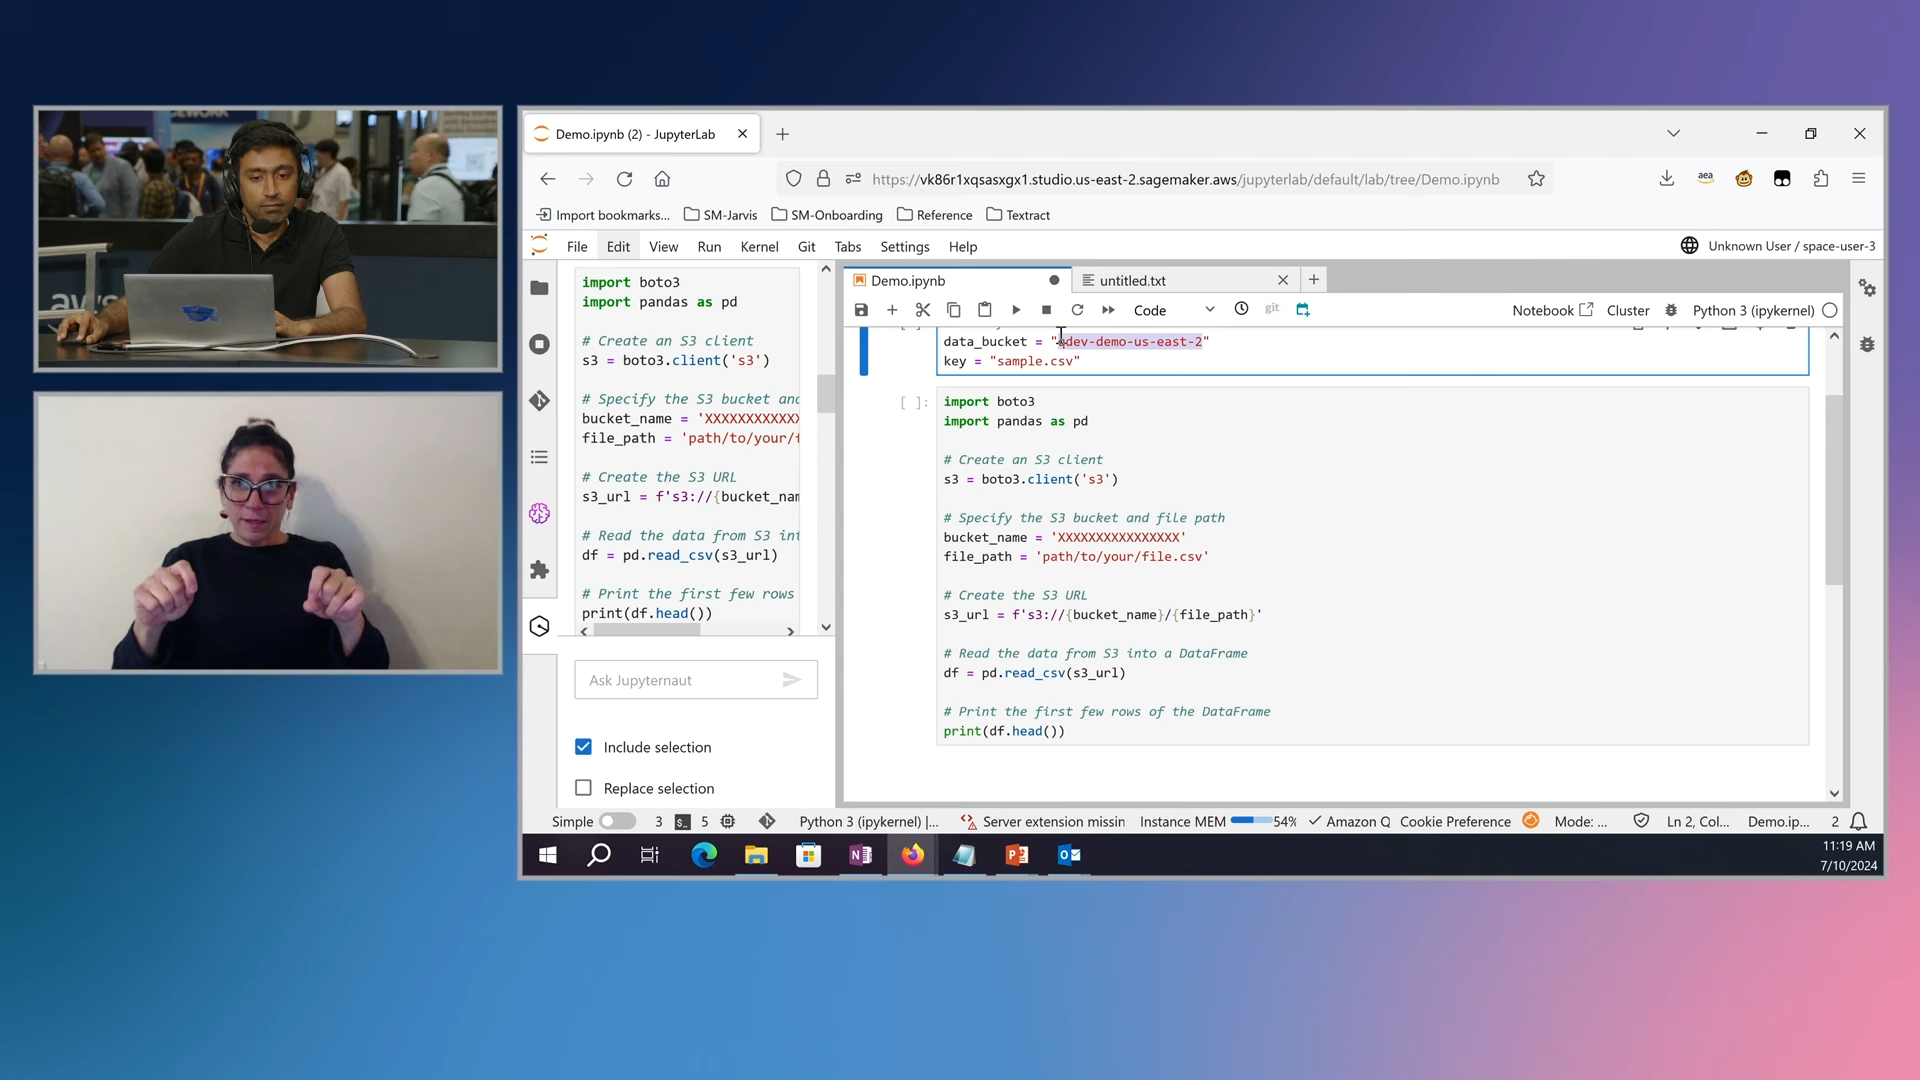 Demo.ipynb (2) - JupyterLab
https://vk86r1xqsasxgx1.studio.us-east-2.sagemaker.aws/jupyterlab/default/lab/tree/Demo.ipynb
aea
Import bookmarks... SM-Jarvis SM-Onboarding Reference Textract
File Edit View Run Kernel Git Tabs Settings Help
Unknown User / space-user-3
import boto3
import pandas as pd
# Create an S3 client
s3 = boto3.client('s3')
# Specify the S3 bucket and
bucket_name = 'XXXXXXXXXXX
file_path = 'path/to/your/f
# Create the S3 URL
s3_url = f's3://{bucket_nam
# Read the data from S3 int
df = pd.read_csv(s3_url)
# Print the first few rows
print(df.head())
Ask Jupyternaut
Include selection
Replace selection
Demo.ipynb
untitled.txt
Code
git
Notebook
Cluster
Python 3 (ipykernel)
data_bucket = "sdev-demo-us-east-2"
key = "sample.csv"
[ ]:
import boto3
import pandas as pd
# Create an S3 client
s3 = boto3.client('s3')
# Specify the S3 bucket and file path
bucket_name = 'XXXXXXXXXXXXXXXX'
file_path = 'path/to/your/file.csv'
# Create the S3 URL
s3_url = f's3://{bucket_name}/{file_path}'
# Read the data from S3 into a DataFrame
df = pd.read_csv(s3_url)
# Print the first few rows of the DataFrame
print(df.head())
Simple 3 5 Python 3 (ipykernel) |... Server extension missin Instance MEM 54% Amazon Q Cookie Preference Mode: ... Ln 2, Col... Demo.ip... 2
11:19 AM
7/10/2024
aws